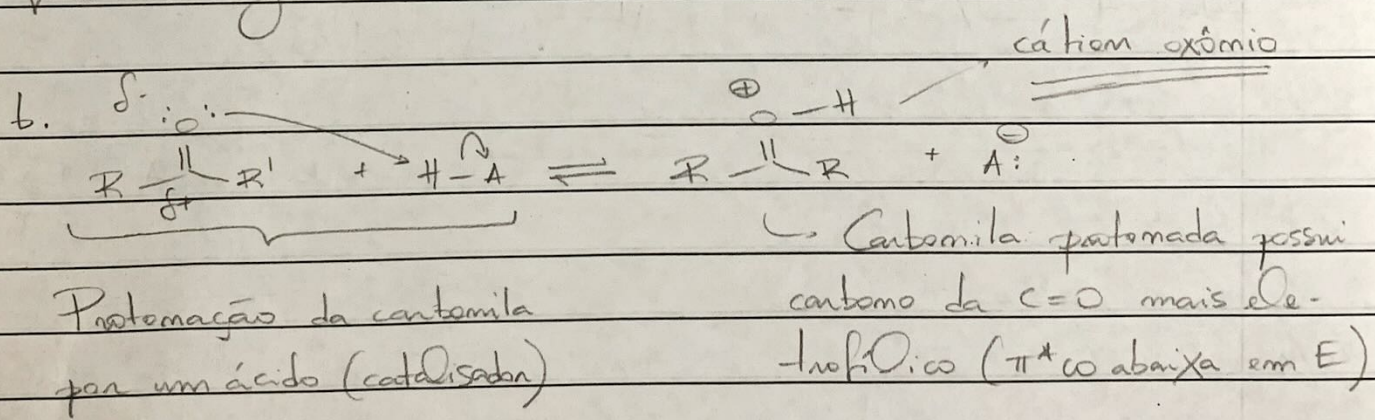 cátion oxômio
b. δ- :O: ⊕ O-H
R R' + H-A ⇌ R R + A:⊖
δ+
↳ Carbonila protonada possui
Protonação da carbonila
carbono da C=O mais ele-
por um ácido (catalisador)
trofílico (π*co abaixa em E)